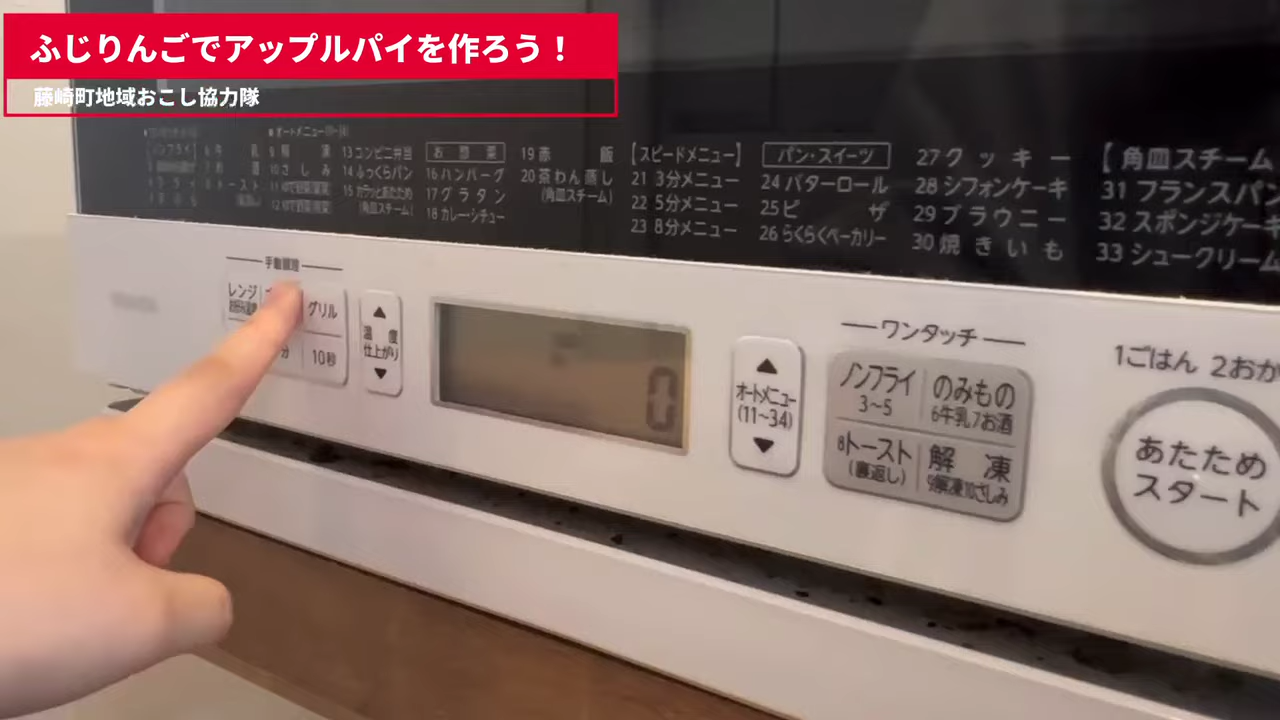 ふじりんごでアップルパイを作ろう！
藤崎町地域おこし協力隊
13コンビニ弁当
14ふっくらパン
15カラッとあたため
(角皿スチーム)
お惣菜
16ハンバーグ
17グラタン
18カレー・シチュー
19赤飯
20茶わん蒸し
(角皿スチーム)
【スピードメニュー】
21 3分メニュー
22 5分メニュー
23 8分メニュー
パン・スイーツ
24バターロール
25ピザ
26らくらくベーカリー
27クッキー
28シフォンケーキ
29ブラウニー
30焼きいも
【角皿スチーム
31フランスパン
32スポンジケーキ
33シュークリーム
手動調理
レンジ
グリル
分
10秒
温度
仕上がり
0
オートメニュー
(11~34)
ワンタッチ
ノンフライ
3~5
のみもの
6牛乳7お酒
8トースト
(裏返し)
解凍
9解凍10さしみ
1ごはん 2おか
あたため
スタート